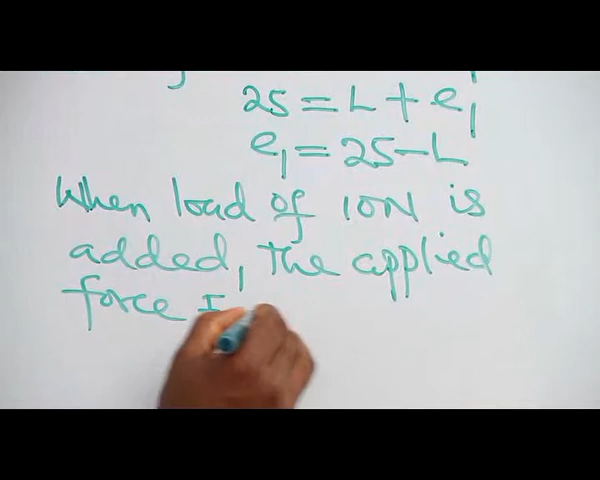 25 = L + e₁
e₁ = 25 - L
When load of 10N is
added, the applied
force